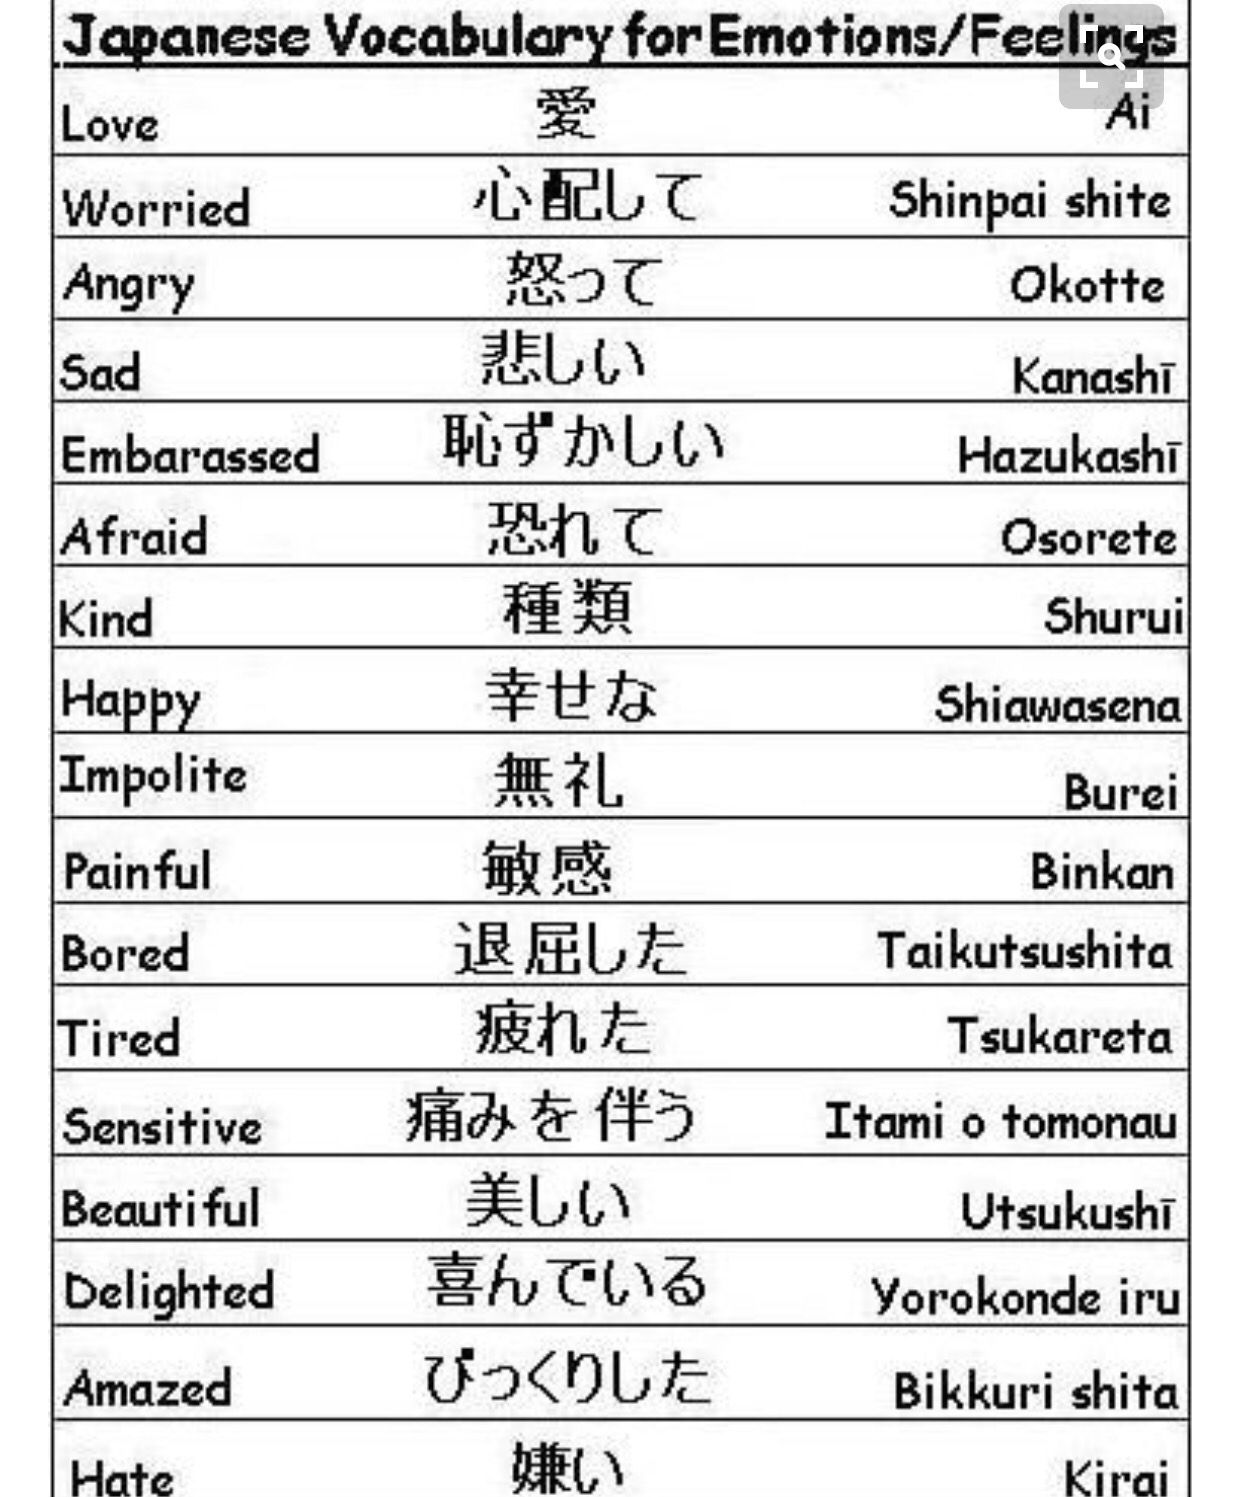 Japanese Vocabulary for Emotions/Feelings
Love 愛 Ai
Worried 心配して Shinpai shite
Angry 怒って Okotte
Sad 悲しい Kanashī
Embarassed 恥ずかしい Hazukashī
Afraid 恐れて Osorete
Kind 種類 Shurui
Happy 幸せな Shiawasena
Impolite 無礼 Burei
Painful 敏感 Binkan
Bored 退屈した Taikutsushita
Tired 疲れた Tsukareta
Sensitive 痛みを伴う Itami o tomonau
Beautiful 美しい Utsukushī
Delighted 喜んでいる Yorokonde iru
Amazed びっくりした Bikkuri shita
Hate 嫌い Kirai